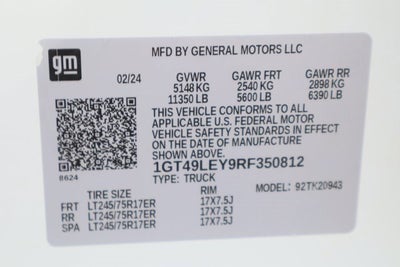 gm
MFD BY GENERAL MOTORS LLC
02/24 GVWR GAWR FRT GAWR RR
5148 KG 2540 KG 2898 KG
11350 LB 5600 LB 6390 LB
THIS VEHICLE CONFORMS TO ALL
APPLICABLE U.S. FEDERAL MOTOR
VEHICLE SAFETY STANDARDS IN EFFECT
ON THE DATE OF MANUFACTURE
SHOWN ABOVE.
1GT49LEY9RF350812
8624 TYPE: TRUCK
MODEL: 92TK20943
TIRE SIZE RIM
FRT LT245/75R17ER 17X7.5J
RR LT245/75R17ER 17X7.5J
SPA LT245/75R17ER 17X7.5J